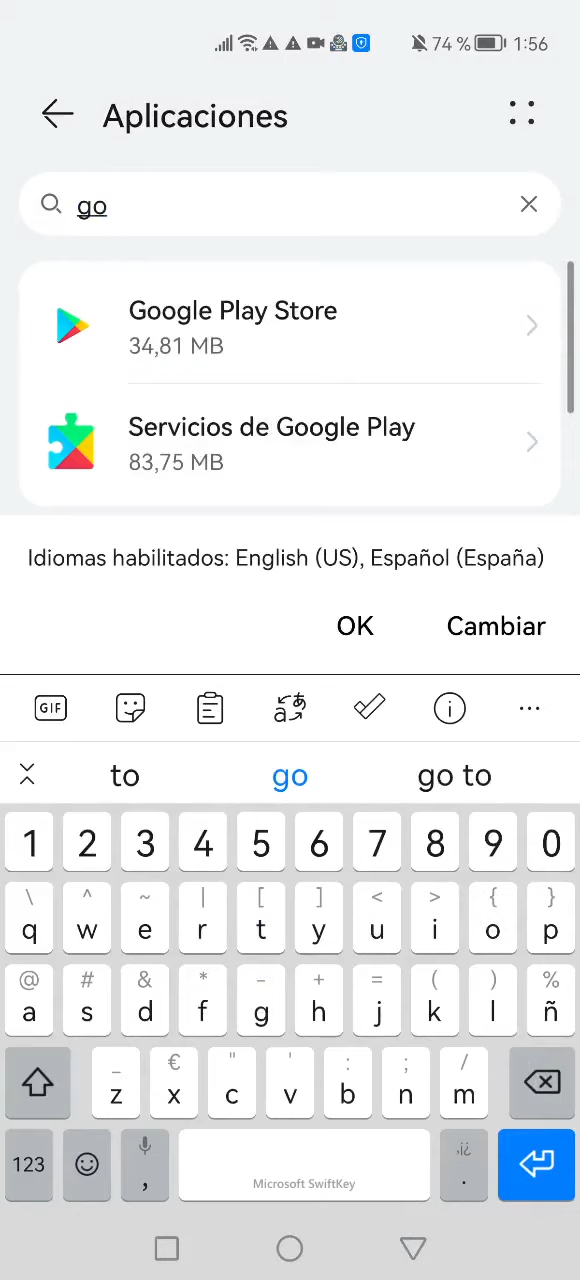 74 % 1:56
Aplicaciones
go
Google Play Store
34,81 MB
Servicios de Google Play
83,75 MB
Idiomas habilitados: English (US), Español (España)
OK Cambiar
GIF
to go go to
1 2 3 4 5 6 7 8 9 0
\ ^ ~ | [ ] < > { }
q w e r t y u i o p
@ # & * - + = ( ) %
a s d f g h j k l ñ
_ € " ' : ; /
z x c v b n m
123 , Microsoft SwiftKey ,¡¿ .